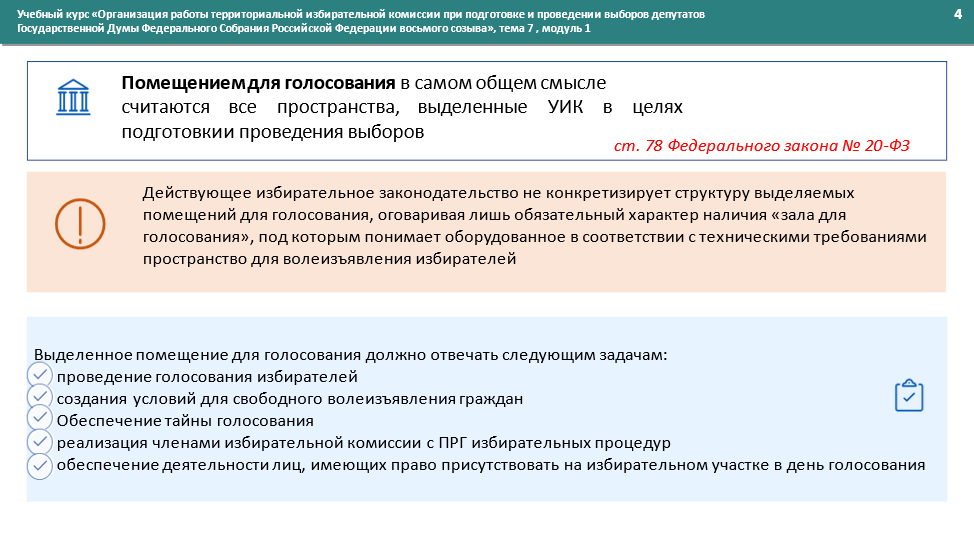 Учебный курс «Организация работы территориальной избирательной комиссии при подготовке и проведении выборов депутатов
4
Государственной Думы Федерального Собрания Российской Федерации восьмого созыва», тема 7 , модуль 1
Помещениемдля голосования в самом общем смысле
считаются все пространства, выделенные УИК в целях
подготовкии проведения выборов
ст. 78 Федерального закона № 20-ФЗ
Действующее избирательное законодательство не конкретизирует структуру выделяемых
помещений для голосования, оговаривая лишь обязательный характер наличия «зала для
голосования», под которым понимает оборудованное в соответствии с техническими требованиями
пространство для волеизъявления избирателей
Выделенное помещение для голосования должно отвечать следующим задачам:
проведение голосования избирателей
создания условий для свободного волеизъявления граждан
Обеспечение тайны голосования
реализация членами избирательной комиссии с ПРГ избирательных процедур
обеспечение деятельности лиц, имеющих право присутствовать на избирательном участке в день голосования